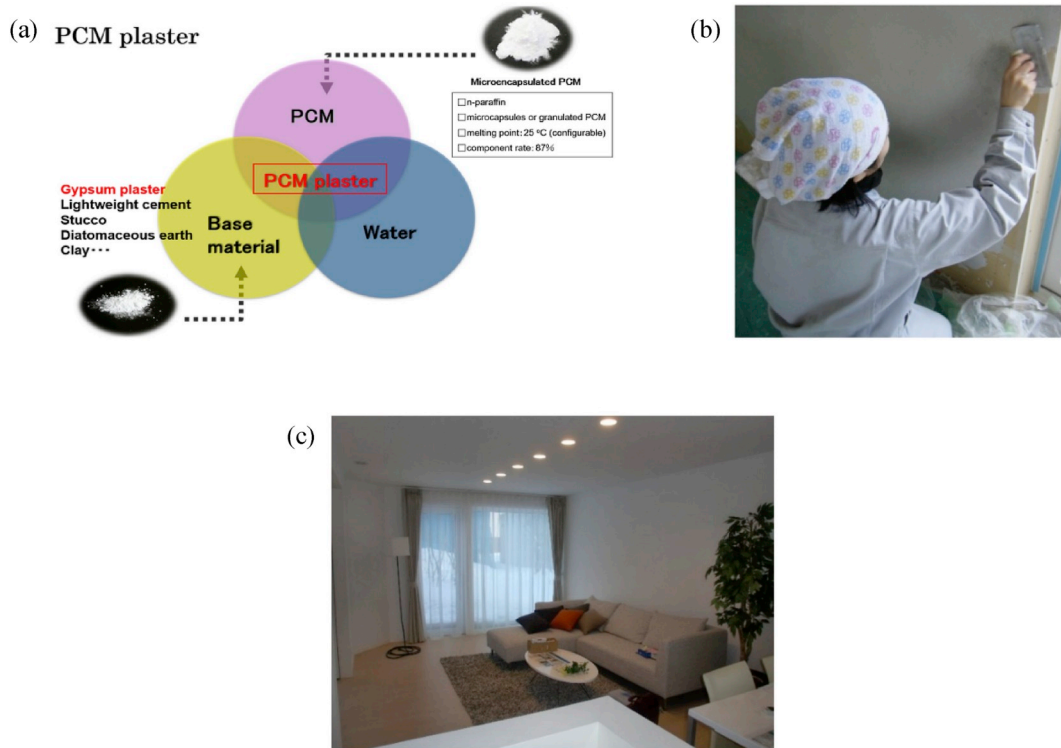 (a)
PCM plaster
Microencapsulated PCM
□n-paraffin
□microcapsules or granulated PCM
□melting point: 25 ºC (configurable)
□component rate: 87%
PCM
PCM plaster
Gypsum plaster
Lightweight cement
Stucco
Diatomaceous earth
Clay･･･
Base
material
Water
(b)
(c)